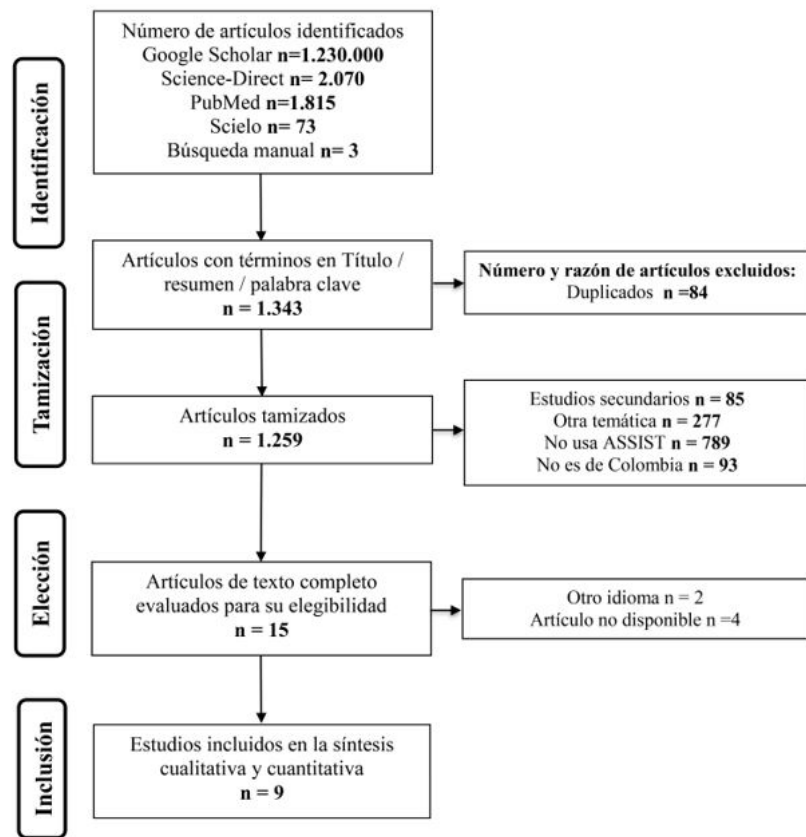 Identificación
Número de artículos identificados
Google Scholar n=1.230.000
Science-Direct n= 2.070
PubMed n=1.815
Scielo n= 73
Búsqueda manual n= 3
Tamización
Artículos con términos en Título /
resumen / palabra clave
n = 1.343
Número y razón de artículos excluidos:
Duplicados n =84
Artículos tamizados
n = 1.259
Estudios secundarios n = 85
Otra temática n = 277
No usa ASSIST n = 789
No es de Colombia n = 93
Elección
Artículos de texto completo
evaluados para su elegibilidad
n = 15
Otro idioma n = 2
Artículo no disponible n =4
Inclusión
Estudios incluidos en la síntesis
cualitativa y cuantitativa
n = 9